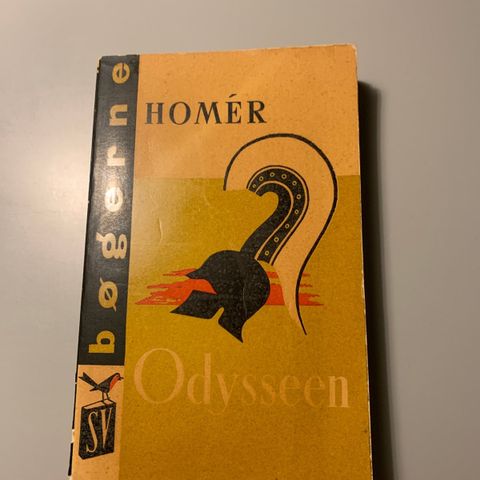 HOMÉR
Odysseen
bøgerne
SV